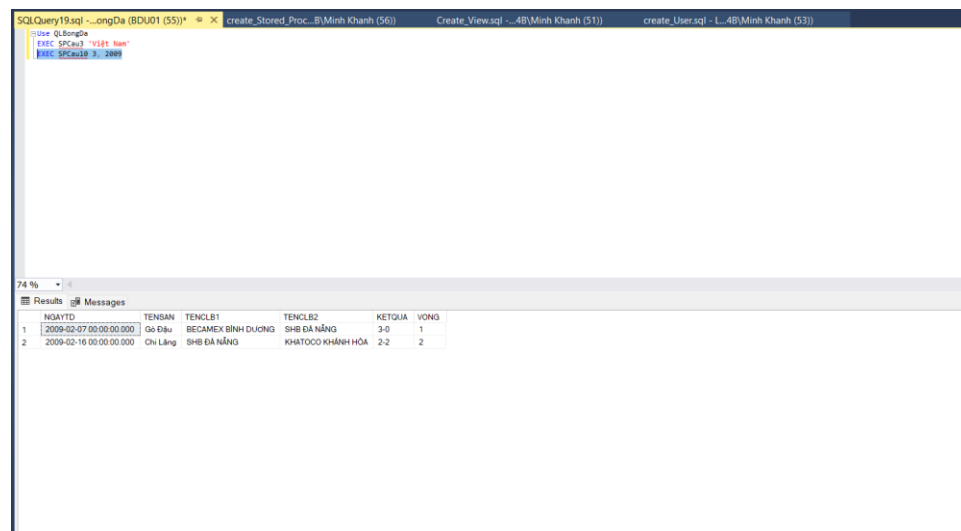 SQLQuery19.sql -...ongDa (BDU01 (55))* create_Stored_Proc...B\Minh Khanh (56)) Create_View.sql -...4B\Minh Khanh (51)) create_User.sql - L...4B\Minh Khanh (53))
Use QLBongDa
EXEC SPCau3 'Việt Nam'
EXEC SPCau10 3, 2009
74 %
Results Messages
NGAYTD TENSAN TENCLB1 TENCLB2 KETQUA VONG
1 2009-02-07 00:00:00.000 Gò Đậu BECAMEX BÌNH DƯƠNG SHB ĐÀ NẴNG 3-0 1
2 2009-02-16 00:00:00.000 Chi Lăng SHB ĐÀ NẴNG KHATOCO KHÁNH HÒA 2-2 2